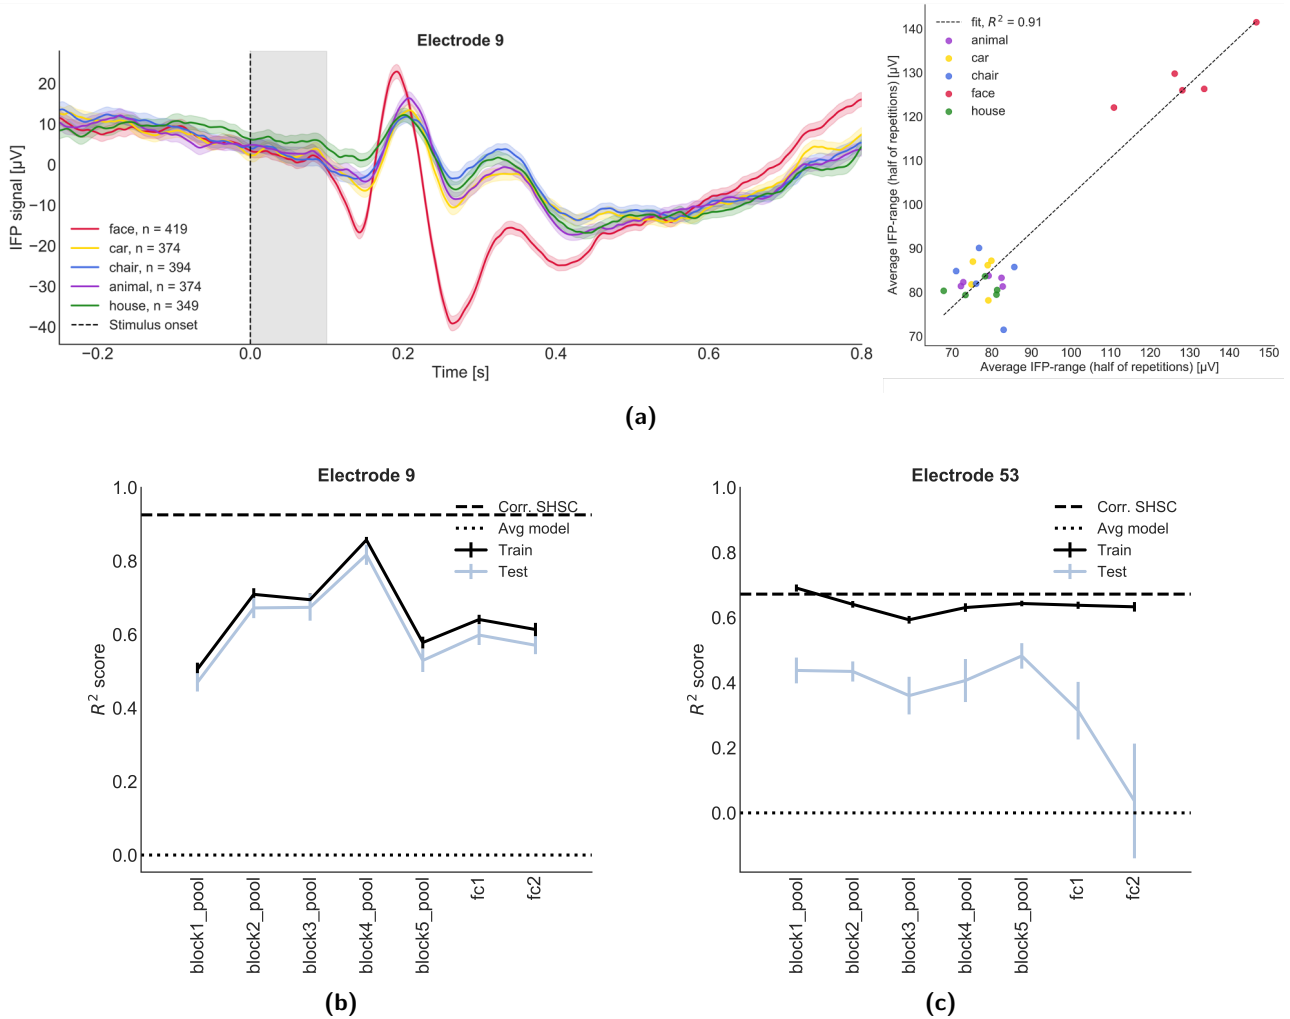 Electrode 9
IFP signal [µV]
20
10
0
−10
−20
−30
−40
face, n = 419
car, n = 374
chair, n = 394
animal, n = 374
house, n = 349
Stimulus onset
−0.2
0.0
0.2
0.4
0.6
0.8
Time [s]
Average IFP-range (half of repetitions) [µV]
140
130
120
110
100
90
80
70
fit, R² = 0.91
animal
car
chair
face
house
70
80
90
100
110
120
130
140
150
Average IFP-range (half of repetitions) [µV]
(a)
Electrode 9
R² score
1.0
0.8
0.6
0.4
0.2
0.0
Corr. SHSC
Avg model
Train
Test
block1_pool
block2_pool
block3_pool
block4_pool
block5_pool
fc1
fc2
(b)
Electrode 53
R² score
1.0
0.8
0.6
0.4
0.2
0.0
Corr. SHSC
Avg model
Train
Test
block1_pool
block2_pool
block3_pool
block4_pool
block5_pool
fc1
fc2
(c)